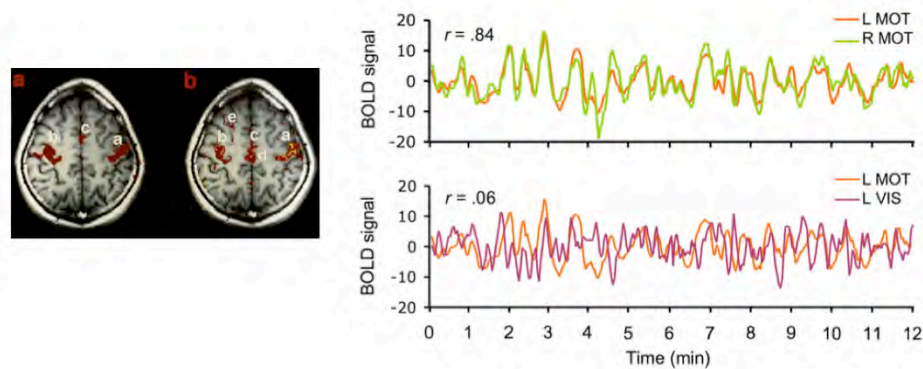 a
b
b
c
a
e
b
c
d
a
BOLD signal
20
10
0
-10
-20
r = .84
L MOT
R MOT
BOLD signal
20
10
0
-10
-20
r = .06
L MOT
L VIS
0 1 2 3 4 5 6 7 8 9 10 11 12
Time (min)